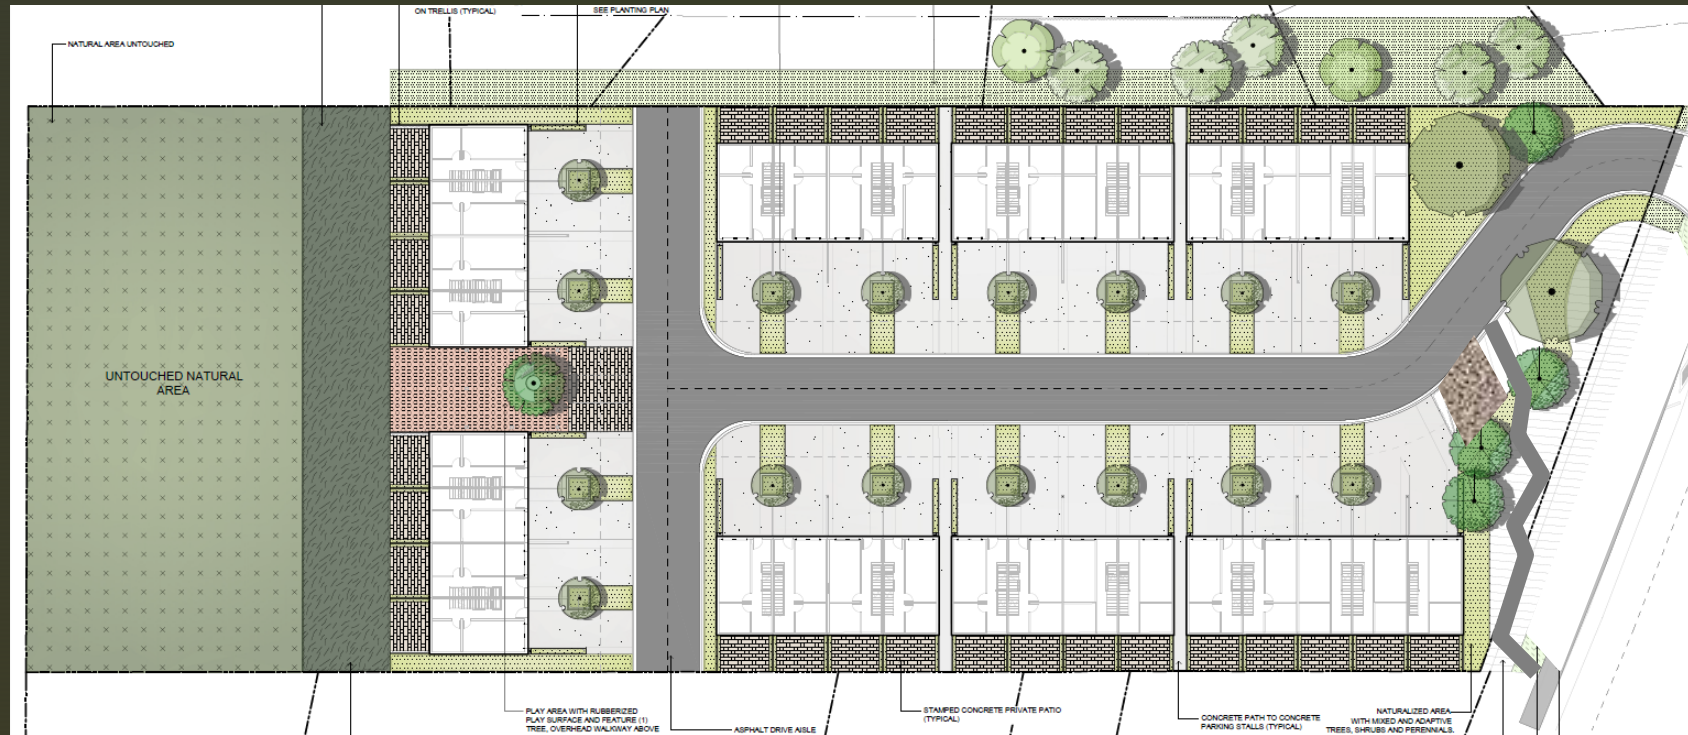 ON TRELLIS (TYPICAL)
SEE PLANTING PLAN
NATURAL AREA UNTOUCHED
UNTOUCHED NATURAL
AREA
PLAY AREA WITH RUBBERIZED
PLAY SURFACE AND FEATURE (1)
TREE, OVERHEAD WALKWAY ABOVE
ASPHALT DRIVE AISLE
STAMPED CONCRETE PRIVATE PATIO
(TYPICAL)
CONCRETE PATH TO CONCRETE
PARKING STALLS (TYPICAL)
NATURALIZED AREA
WITH MIXED AND ADAPTIVE
TREES, SHRUBS AND PERENNIALS.